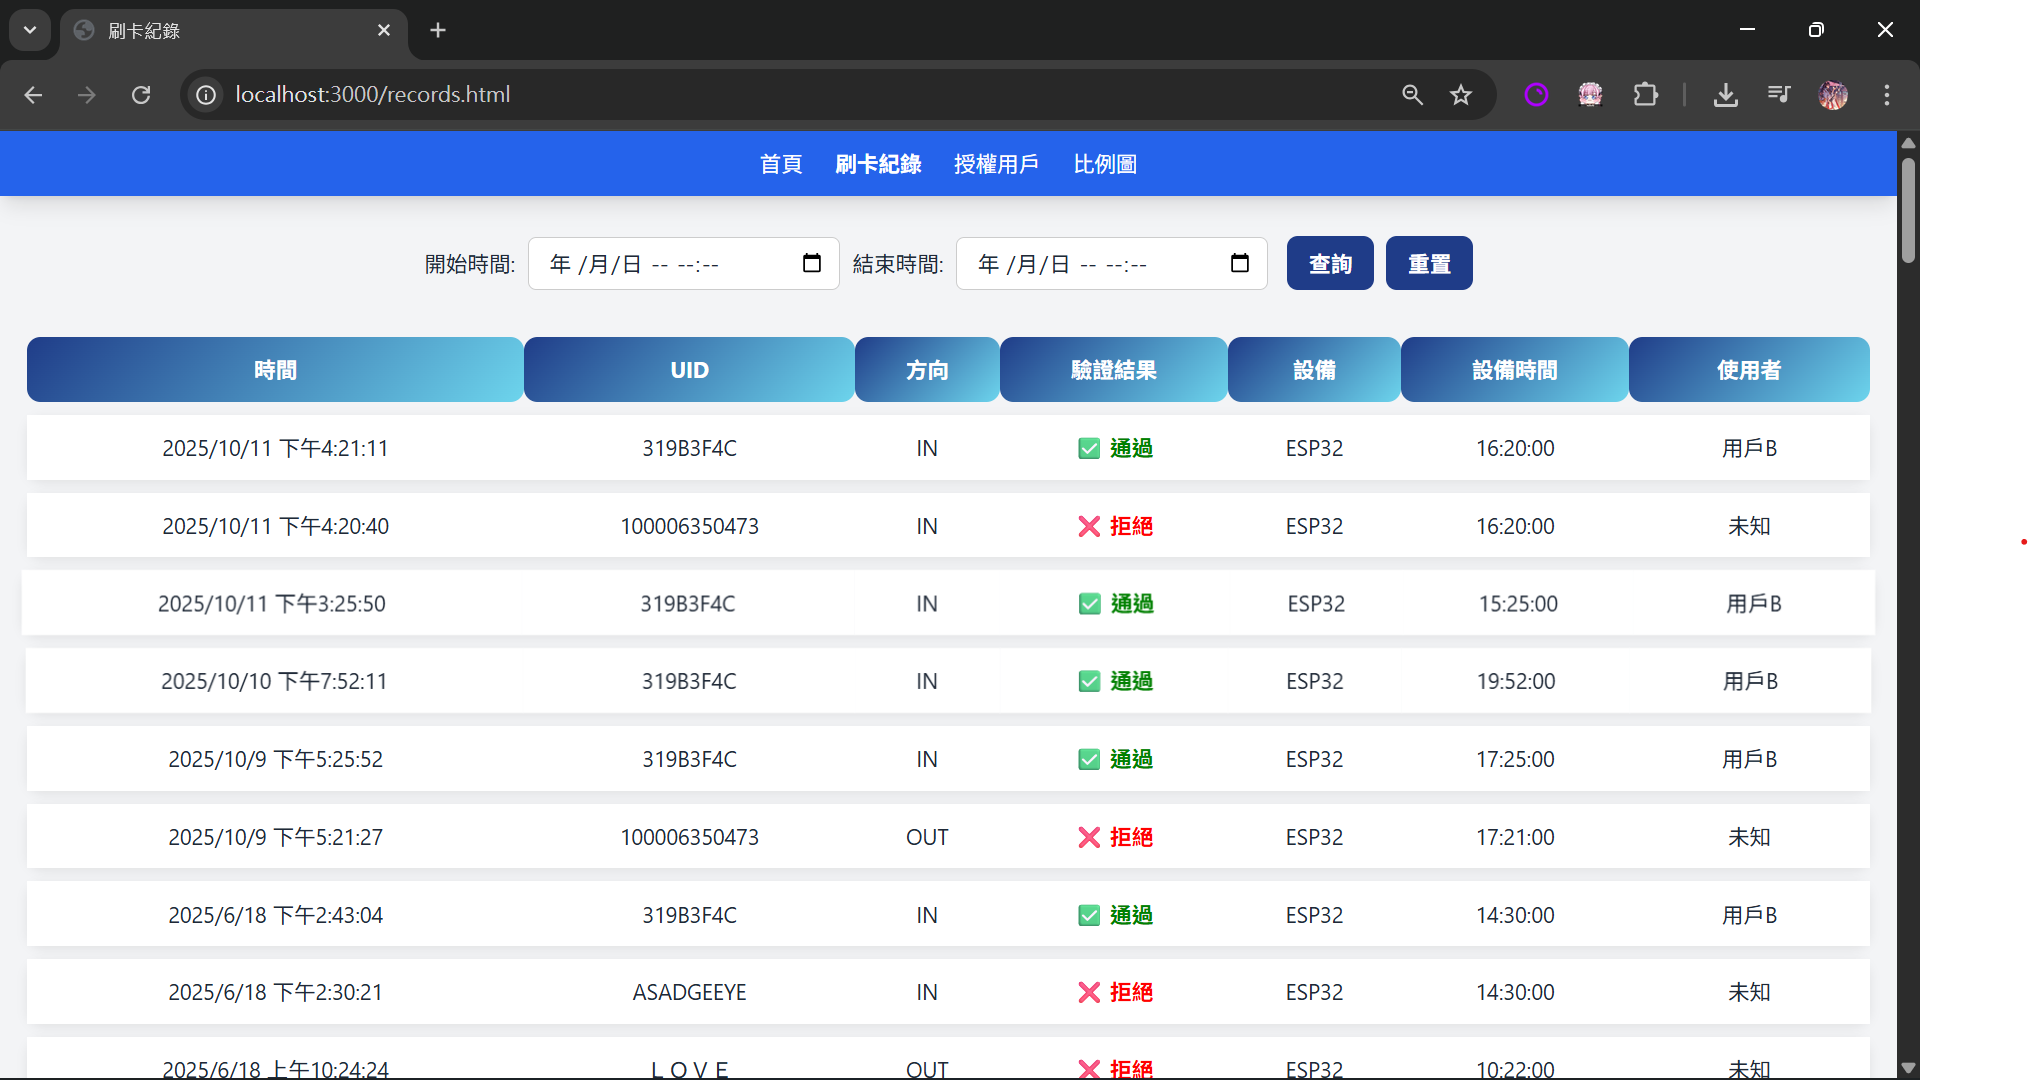 刷卡紀錄
localhost:3000/records.html
首頁 刷卡紀錄 授權用戶 比例圖
開始時間: 年 /月/日 -- --:-- 結束時間: 年 /月/日 -- --:-- 查詢 重置
時間 UID 方向 驗證結果 設備 設備時間 使用者
2025/10/11 下午4:21:11 319B3F4C IN ✅ 通過 ESP32 16:20:00 用戶B
2025/10/11 下午4:20:40 100006350473 IN ❌ 拒絕 ESP32 16:20:00 未知
2025/10/11 下午3:25:50 319B3F4C IN ✅ 通過 ESP32 15:25:00 用戶B
2025/10/10 下午7:52:11 319B3F4C IN ✅ 通過 ESP32 19:52:00 用戶B
2025/10/9 下午5:25:52 319B3F4C IN ✅ 通過 ESP32 17:25:00 用戶B
2025/10/9 下午5:21:27 100006350473 OUT ❌ 拒絕 ESP32 17:21:00 未知
2025/6/18 下午2:43:04 319B3F4C IN ✅ 通過 ESP32 14:30:00 用戶B
2025/6/18 下午2:30:21 ASADGEEYE IN ❌ 拒絕 ESP32 14:30:00 未知
2025/6/18 上午10:24:24 ＬＯＶＥ OUT ❌ 拒絕 ESP32 10:22:00 未知